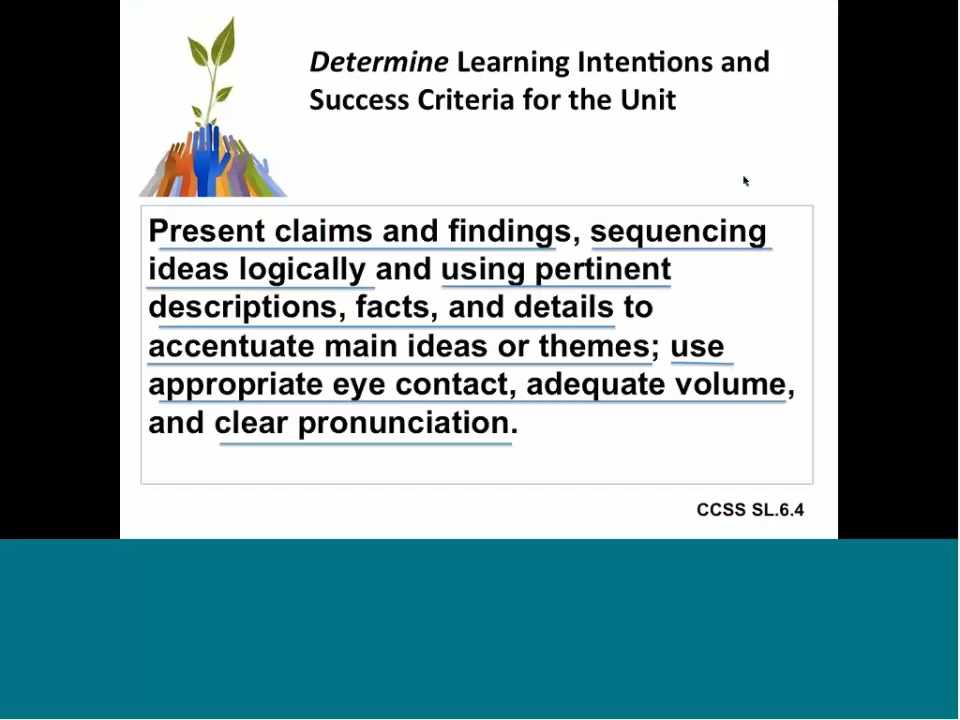 Determine Learning Intentions and
Success Criteria for the Unit
Present claims and findings, sequencing
ideas logically and using pertinent
descriptions, facts, and details to
accentuate main ideas or themes; use
appropriate eye contact, adequate volume,
and clear pronunciation.
CCSS SL.6.4